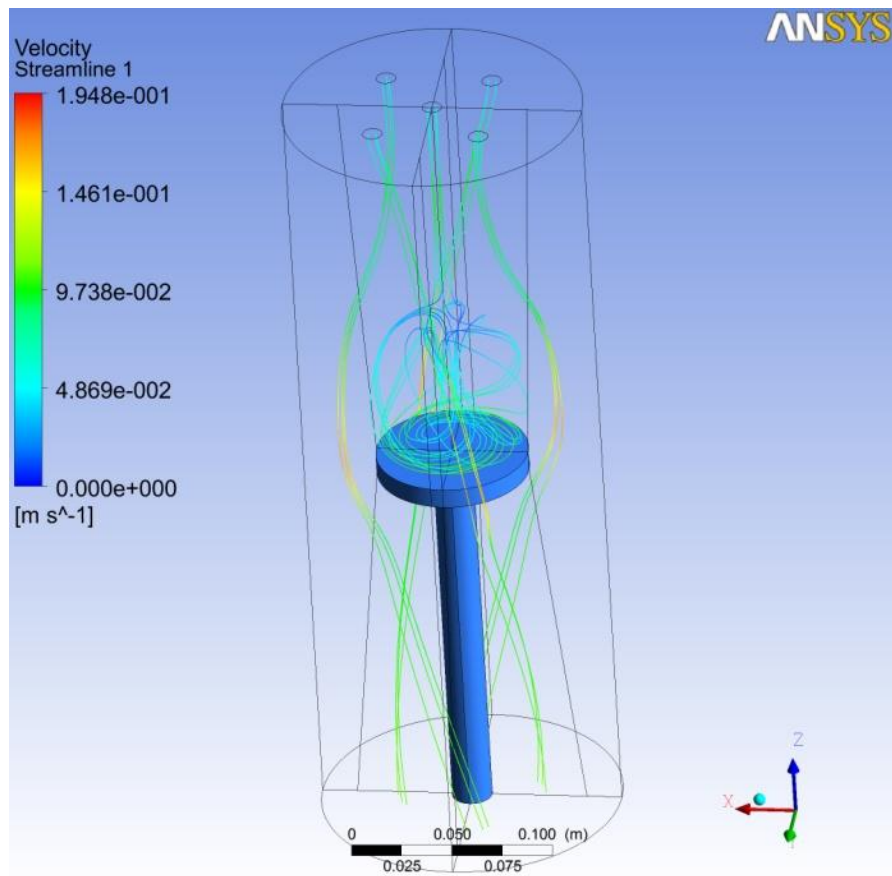 ANSYS
Velocity
Streamline 1
1.948e-001
1.461e-001
9.738e-002
4.869e-002
0.000e+000
[m s^-1]
Z
X
0 0.050 0.100 (m)
0.025 0.075